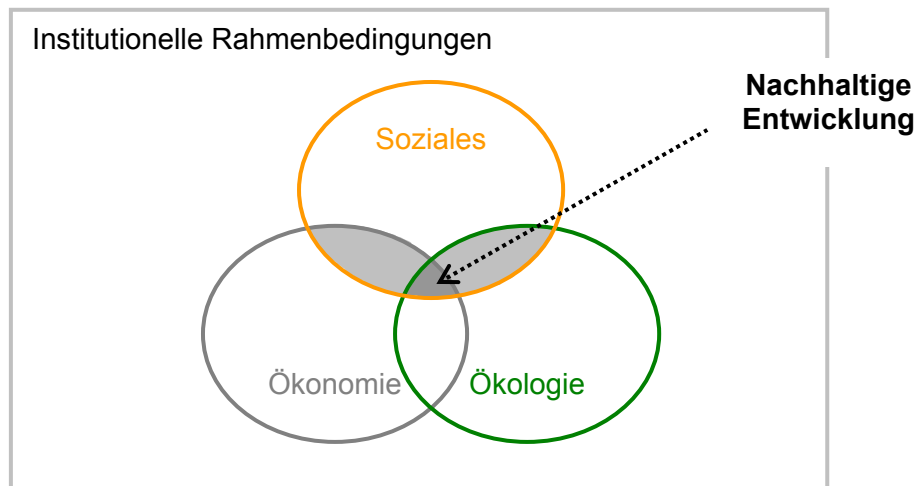 Institutionelle Rahmenbedingungen
Nachhaltige
Entwicklung
Soziales
Ökonomie
Ökologie